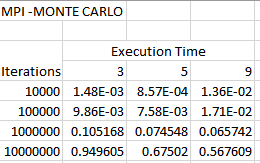 MPI -MONTE CARLO
Execution Time
Iterations 3 5 9
10000 1.48E-03 8.57E-04 1.36E-02
100000 9.86E-03 7.58E-03 1.71E-02
1000000 0.105168 0.074548 0.065742
10000000 0.949605 0.67502 0.567609